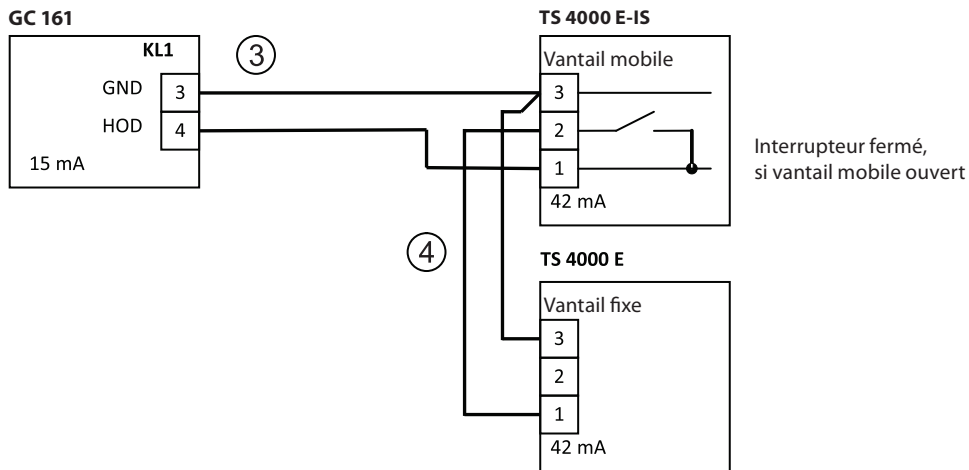 GC 161
KL1
GND 3
HOD 4
15 mA
3
TS 4000 E-IS
Vantail mobile
3
2
1
42 mA
Interrupteur fermé,
si vantail mobile ouvert
4
TS 4000 E
Vantail fixe
3
2
1
42 mA